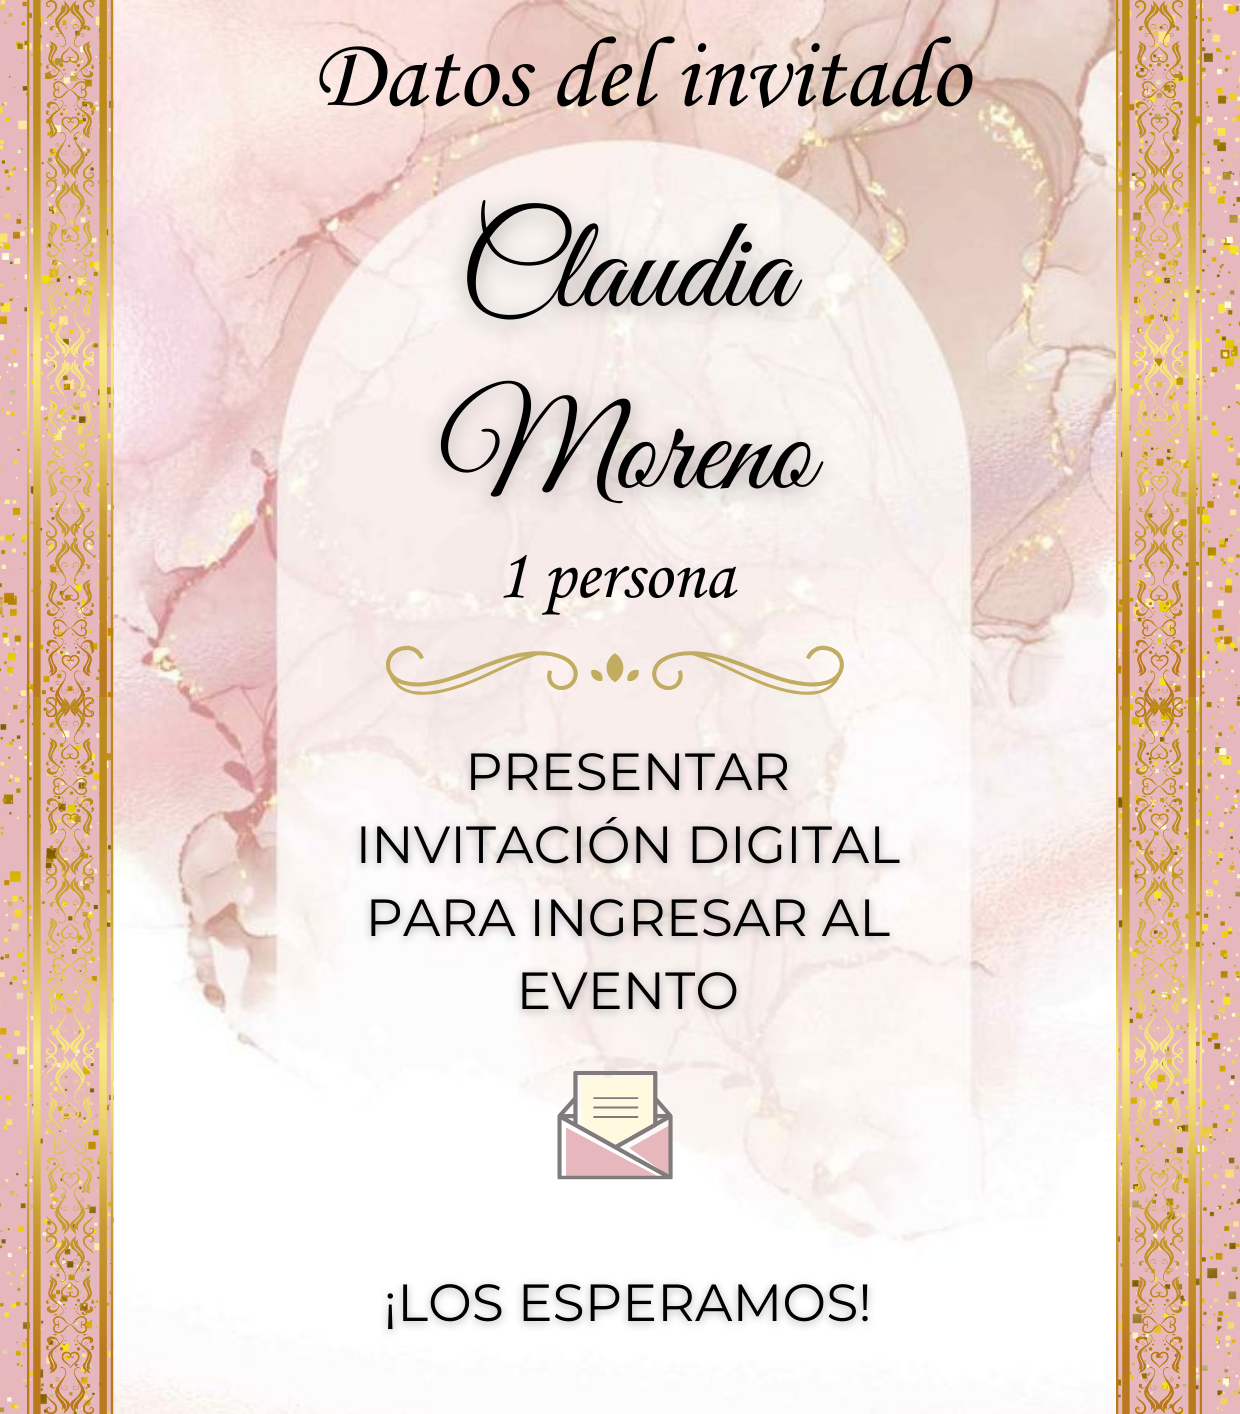 Datos del invitado
Claudia
Moreno
1 persona
PRESENTAR
INVITACIÓN DIGITAL
PARA INGRESAR AL
EVENTO
¡LOS ESPERAMOS!